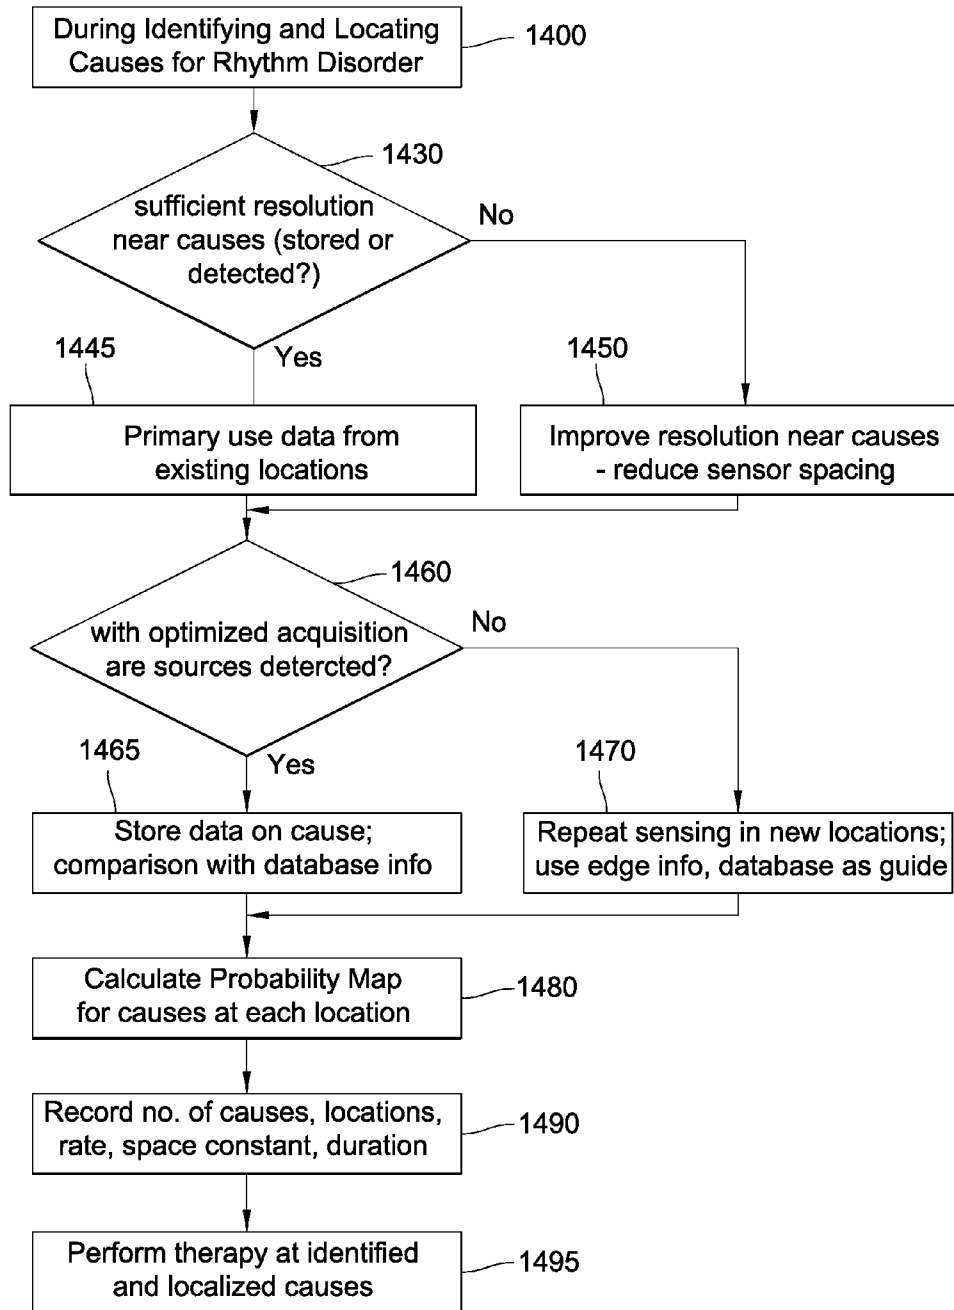 During Identifying and Locating
Causes for Rhythm Disorder
1400
1430
sufficient resolution
near causes (stored or
detected?)
No
Yes
1445
1450
Primary use data from
existing locations
Improve resolution near causes
- reduce sensor spacing
1460
with optimized acquisition
are sources detercted?
No
Yes
1465
1470
Store data on cause;
comparison with database info
Repeat sensing in new locations;
use edge info, database as guide
Calculate Probability Map
for causes at each location
1480
Record no. of causes, locations,
rate, space constant, duration
1490
Perform therapy at identified
and localized causes
1495